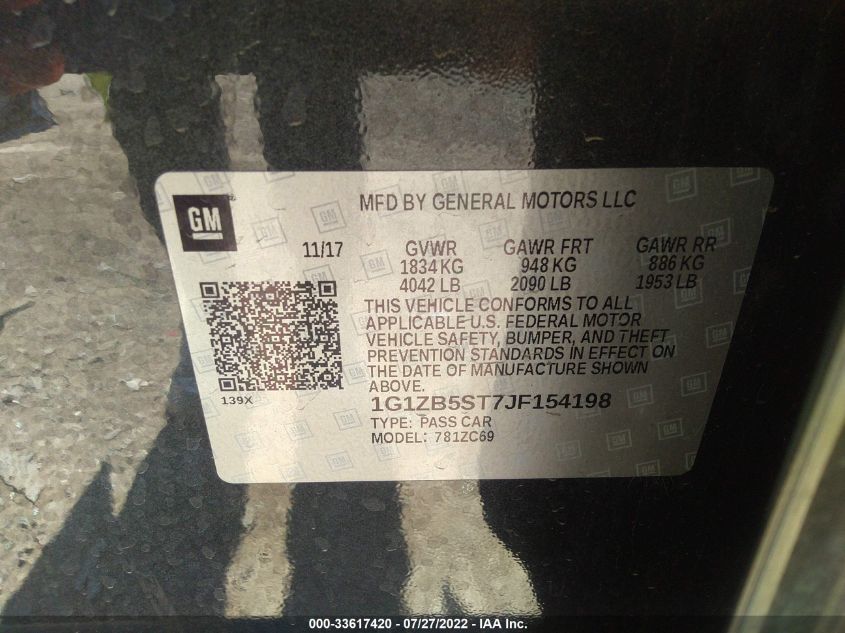 GM
MFD BY GENERAL MOTORS LLC
11/17 GVWR GAWR FRT GAWR RR
1834 KG 948 KG 886 KG
4042 LB 2090 LB 1953 LB
THIS VEHICLE CONFORMS TO ALL
APPLICABLE U.S. FEDERAL MOTOR
VEHICLE SAFETY, BUMPER, AND THEFT
PREVENTION STANDARDS IN EFFECT ON
THE DATE OF MANUFACTURE SHOWN
ABOVE.
139X
1G1ZB5ST7JF154198
TYPE: PASS CAR
MODEL: 781ZC69
000-33617420 - 07/27/2022 - IAA Inc.